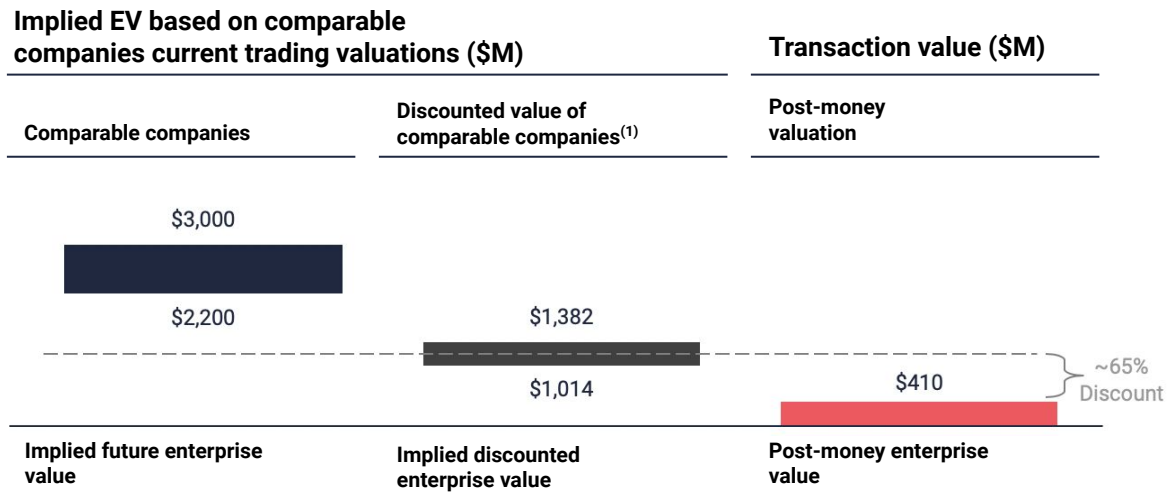 Implied EV based on comparable
companies current trading valuations ($M)
Transaction value ($M)
Comparable companies
Discounted value of
comparable companies(1)
Post-money
valuation
$3,000
$2,200
$1,382
$1,014
$410
~65%
Discount
Implied future enterprise
value
Implied discounted
enterprise value
Post-money enterprise
value